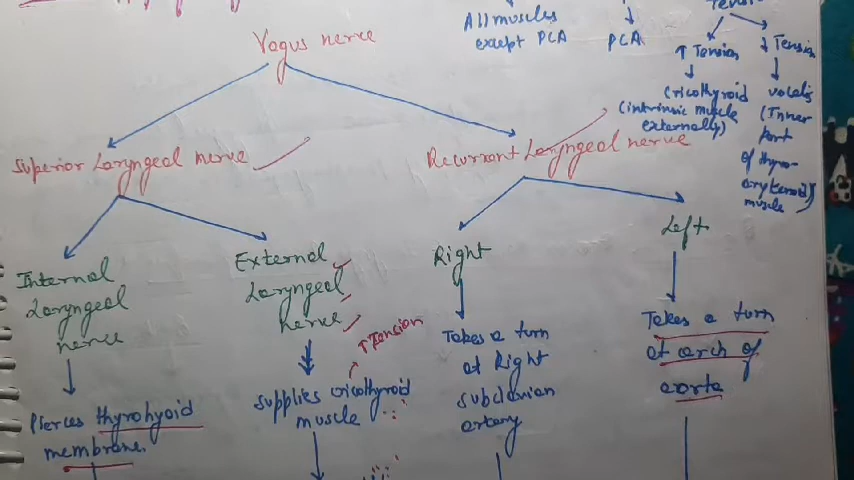 All muscles
except PCA
PCA
↑ Tension
↓ Tension
cricothyroid
(intrinsic muscle
externally)
vocalis
(Inner
part
of thyro-
arytenoid)
muscle
Vagus nerve
Superior Laryngeal nerve
Recurrant Laryngeal nerve
Internal
Laryngeal
nerve
External
Laryngeal
nerve
Right
Left
Pierces thyrohyoid
membrane.
↑ Tension
supplies cricothyroid
muscle
Takes a turn
at Right
subclavian
artery
Takes a turn
at arch of
aorta